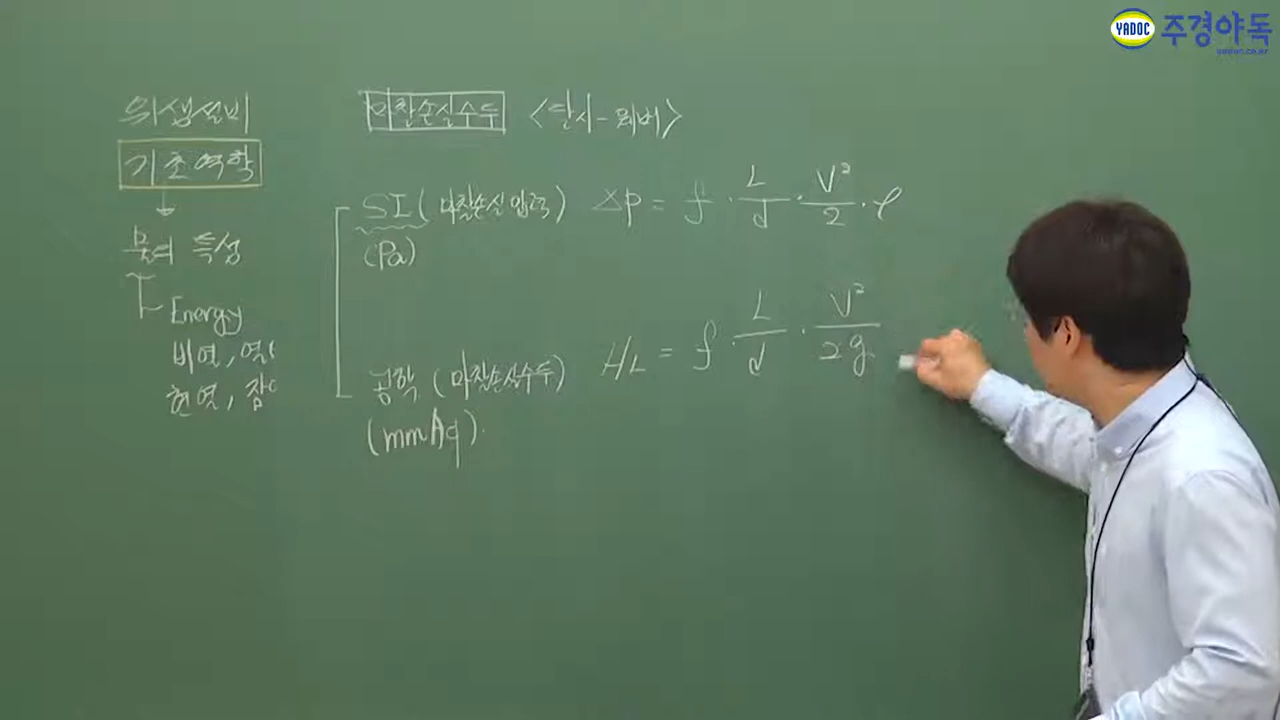 YADOC 주경야독
yadoc.co.kr
위생설비
기초역학
물의 특성
Energy
비열, 열
현열, 잠
마찰손실수두 <달시-웨버>
SI (마찰손실압력) ΔP = f · L/d · V²/2 · ρ
(Pa)
공학 (마찰손실수두) HL = f · L/d · V²/2g
(mmAq).